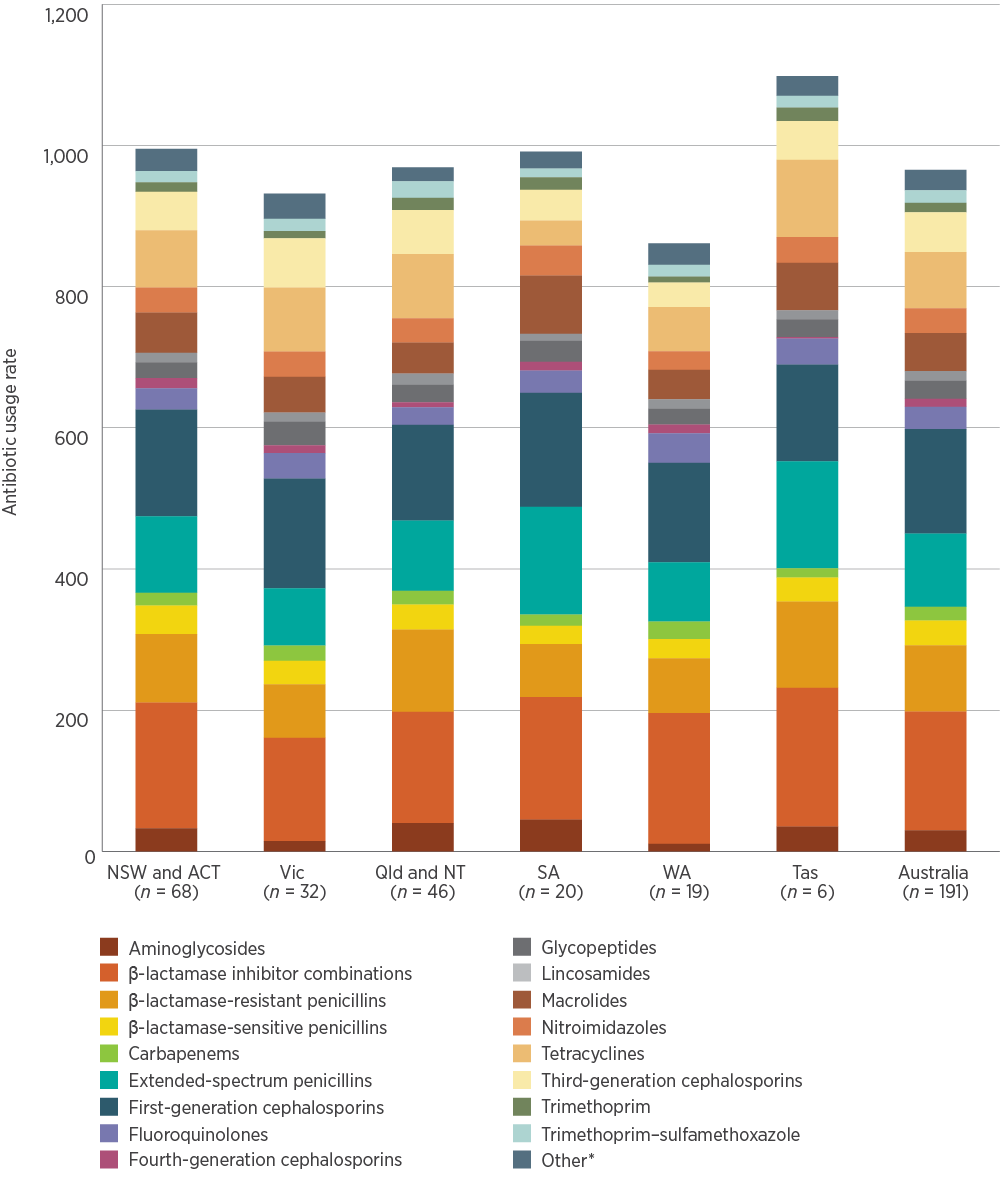 1,200
1,000
800
600
400
200
0
Antibiotic usage rate
NSW and ACT
(n = 68)
Vic
(n = 32)
Qld and NT
(n = 46)
SA
(n = 20)
WA
(n = 19)
Tas
(n = 6)
Australia
(n = 191)
Aminoglycosides
β-lactamase inhibitor combinations
β-lactamase-resistant penicillins
β-lactamase-sensitive penicillins
Carbapenems
Extended-spectrum penicillins
First-generation cephalosporins
Fluoroquinolones
Fourth-generation cephalosporins
Glycopeptides
Lincosamides
Macrolides
Nitroimidazoles
Tetracyclines
Third-generation cephalosporins
Trimethoprim
Trimethoprim–sulfamethoxazole
Other*